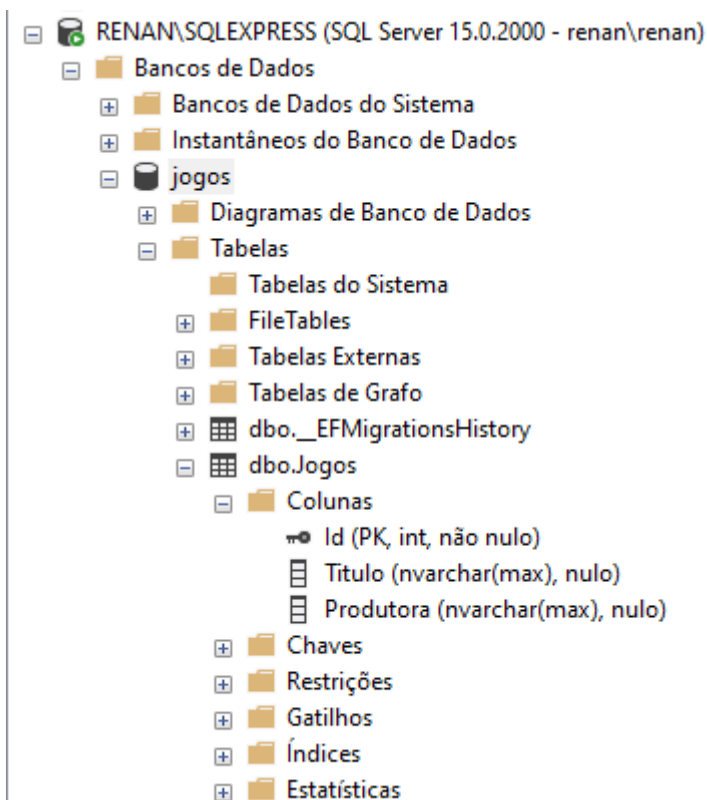 RENAN\SQLEXPRESS (SQL Server 15.0.2000 - renan\renan)
Bancos de Dados
Bancos de Dados do Sistema
Instantâneos do Banco de Dados
jogos
Diagramas de Banco de Dados
Tabelas
Tabelas do Sistema
FileTables
Tabelas Externas
Tabelas de Grafo
dbo.__EFMigrationsHistory
dbo.Jogos
Colunas
Id (PK, int, não nulo)
Titulo (nvarchar(max), nulo)
Produtora (nvarchar(max), nulo)
Chaves
Restrições
Gatilhos
Índices
Estatísticas